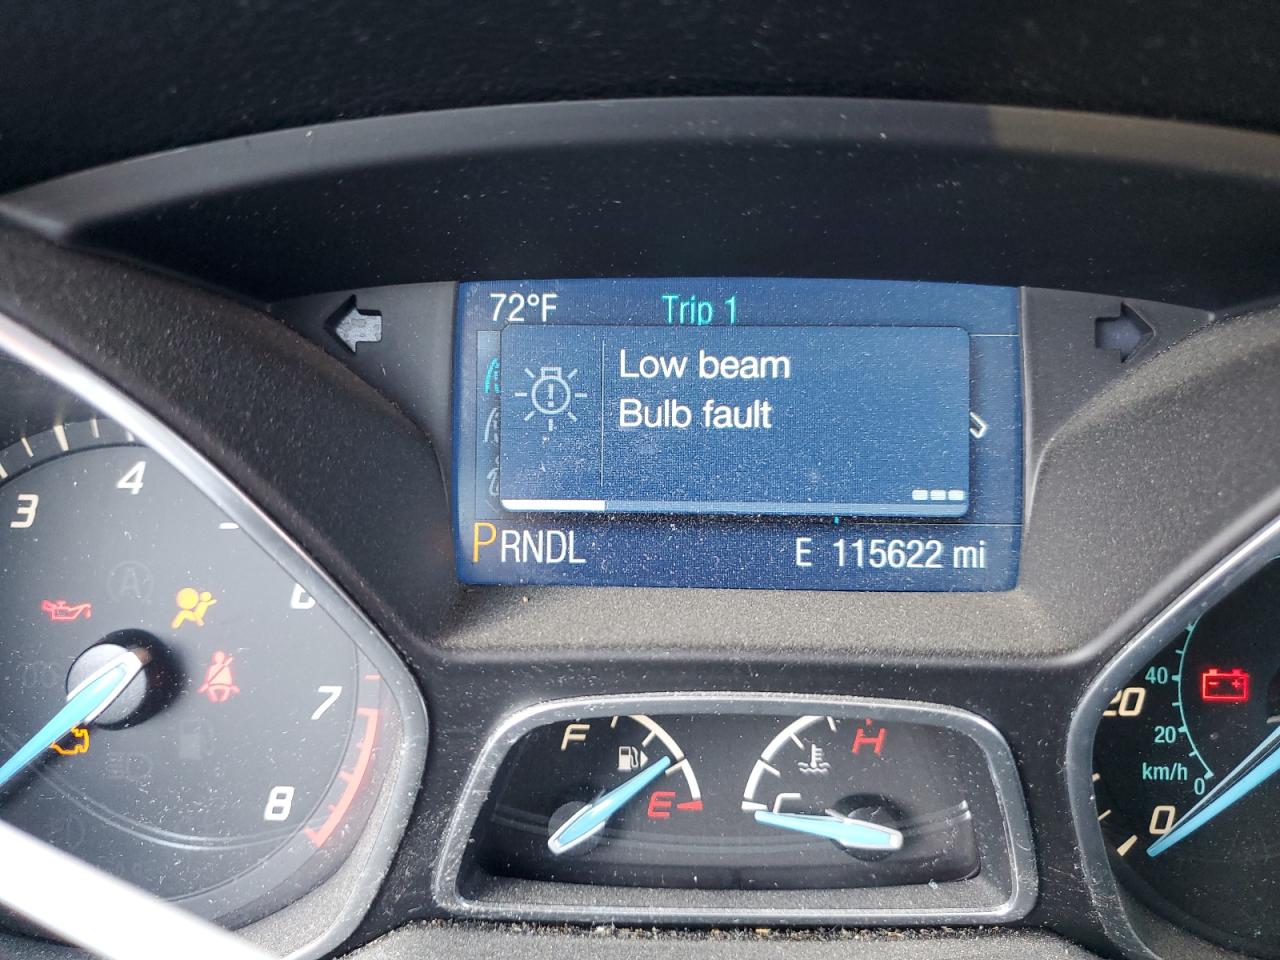 72°F Trip 1
Low beam
Bulb fault
PRNDL E 115622 mi
3
4
6
7
8
F
E
H
C
40
20
20
km/h
0
0